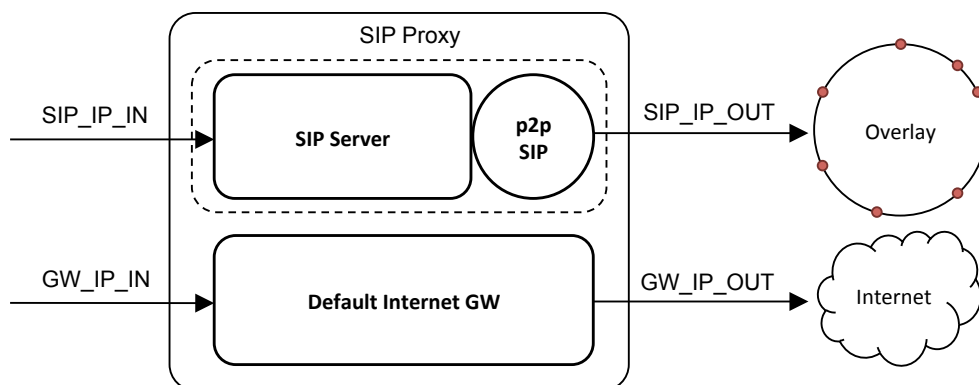 SIP Proxy
SIP_IP_IN
SIP Server
p2p
SIP
SIP_IP_OUT
Overlay
GW_IP_IN
Default Internet GW
GW_IP_OUT
Internet